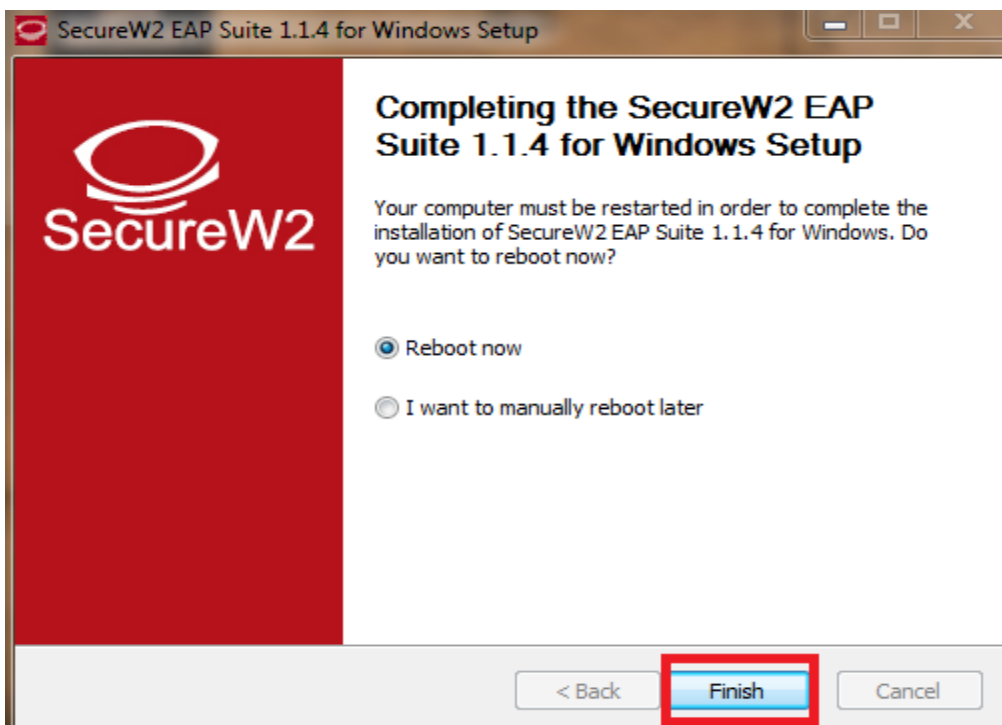 SecureW2 EAP Suite 1.1.4 for Windows Setup
SecureW2
Completing the SecureW2 EAP
Suite 1.1.4 for Windows Setup
Your computer must be restarted in order to complete the
installation of SecureW2 EAP Suite 1.1.4 for Windows. Do
you want to reboot now?
Reboot now
I want to manually reboot later
< Back Finish Cancel